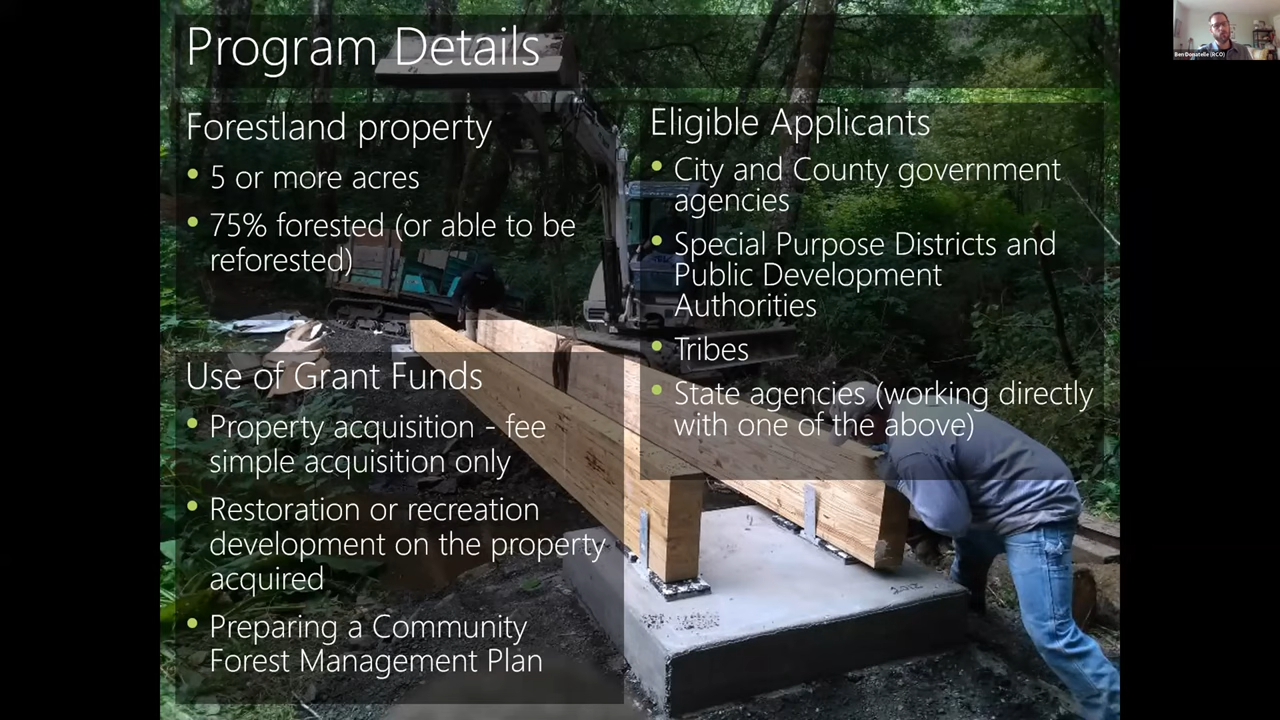 Program Details
Forestland property
• 5 or more acres
• 75% forested (or able to be
reforested)
Use of Grant Funds
• Property acquisition - fee
simple acquisition only
• Restoration or recreation
development on the property
acquired
• Preparing a Community
Forest Management Plan
Eligible Applicants
• City and County government
agencies
• Special Purpose Districts and
Public Development
Authorities
• Tribes
• State agencies (working directly
with one of the above)
Ben Donatelle (RCO)